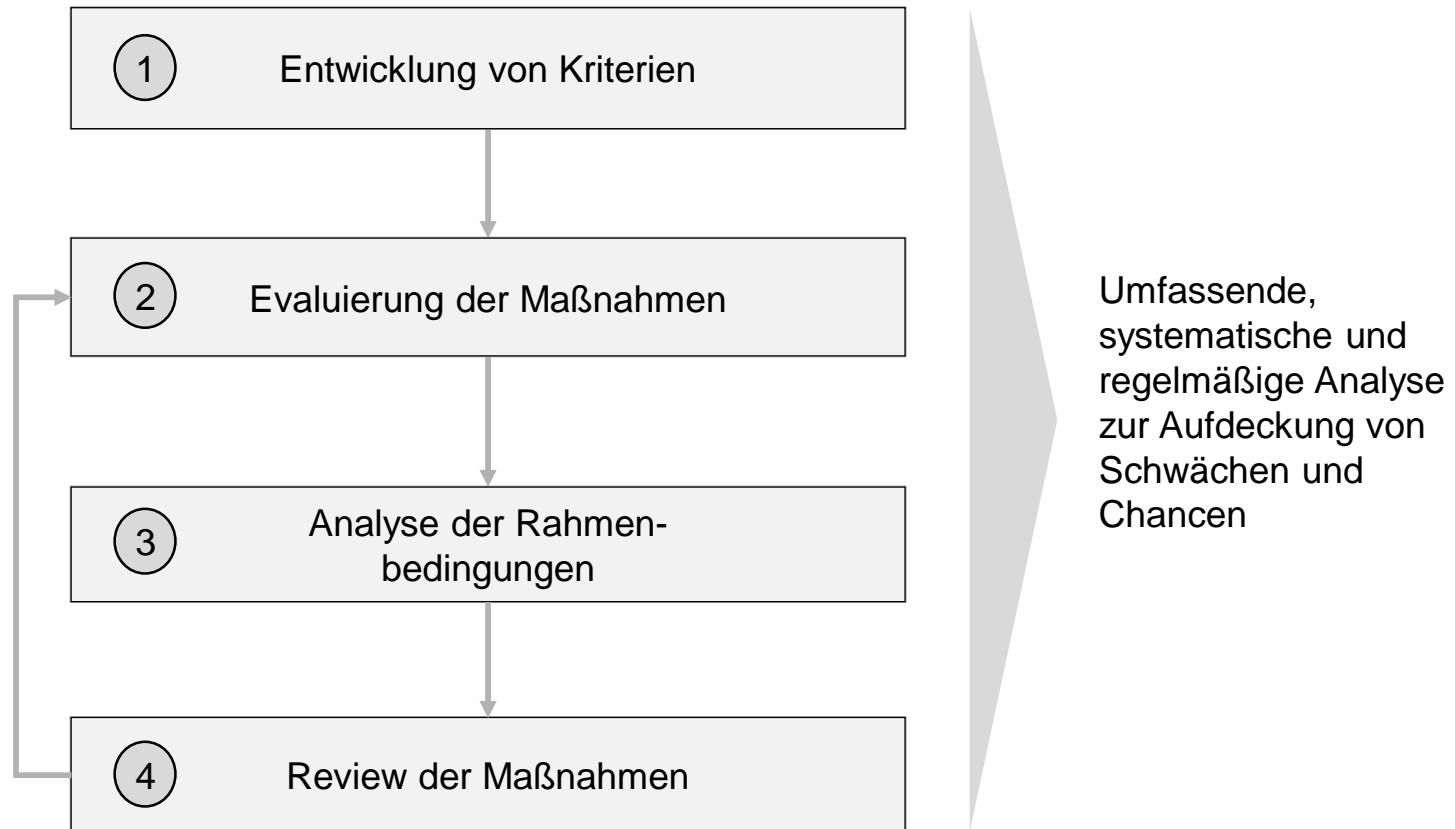 1 Entwicklung von Kriterien
2 Evaluierung der Maßnahmen
3 Analyse der Rahmen-
bedingungen
4 Review der Maßnahmen
Umfassende,
systematische und
regelmäßige Analyse
zur Aufdeckung von
Schwächen und
Chancen